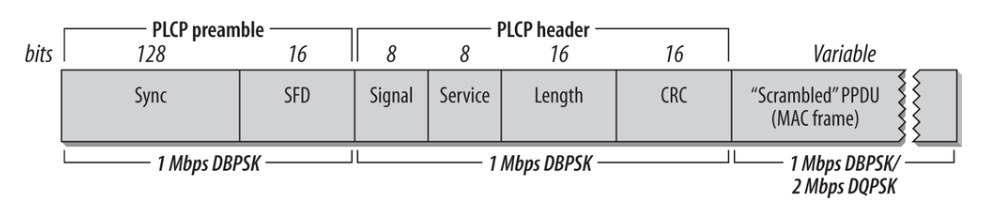 PLCP preamble PLCP header
bits 128 16 8 8 16 16 Variable
Sync SFD Signal Service Length CRC “Scrambled” PPDU
(MAC frame)
1 Mbps DBPSK 1 Mbps DBPSK 1 Mbps DBPSK/
2 Mbps DQPSK